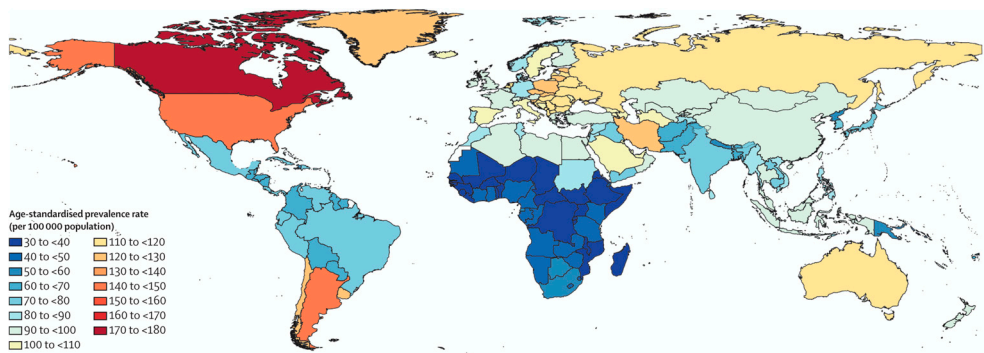 Age-standardised prevalence rate
(per 100 000 population)
30 to <40
40 to <50
50 to <60
60 to <70
70 to <80
80 to <90
90 to <100
100 to <110
110 to <120
120 to <130
130 to <140
140 to <150
150 to <160
160 to <170
170 to <180